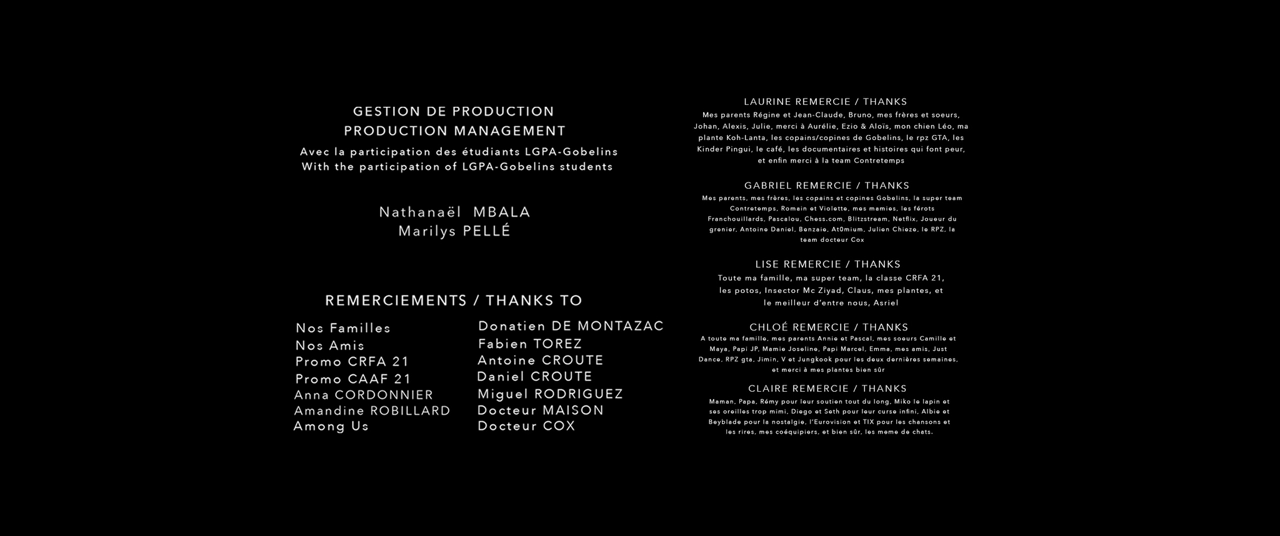 GESTION DE PRODUCTION
PRODUCTION MANAGEMENT
Avec la participation des étudiants LGPA-Gobelins
With the participation of LGPA-Gobelins students
Nathanaël MBALA
Marilys PELLÉ
REMERCIEMENTS / THANKS TO
Nos Familles
Nos Amis
Promo CRFA 21
Promo CAAF 21
Anna CORDONNIER
Amandine ROBILLARD
Among Us
Donatien DE MONTAZAC
Fabien TOREZ
Antoine CROUTE
Daniel CROUTE
Miguel RODRIGUEZ
Docteur MAISON
Docteur COX
LAURINE REMERCIE / THANKS
Mes parents Régine et Jean-Claude, Bruno, mes frères et soeurs,
Johan, Alexis, Julie, merci à Aurélie, Ezio & Aloïs, mon chien Léo, ma
plante Koh-Lanta, les copains/copines de Gobelins, le rpz GTA, les
Kinder Pingui, le café, les documentaires et histoires qui font peur,
et enfin merci à la team Contretemps
GABRIEL REMERCIE / THANKS
Mes parents, mes frères, les copains et copines Gobelins, la super team
Contretemps, Romain et Violette, mes mamies, les férots
Franchouillards, Pascalou, Chess.com, Blitzstream, Netflix, Joueur du
grenier, Antoine Daniel, Benzaie, At0mium, Julien Chieze, le RPZ, la
team docteur Cox
LISE REMERCIE / THANKS
Toute ma famille, ma super team, la classe CRFA 21,
les potos, Insector Mc Ziyad, Claus, mes plantes, et
le meilleur d'entre nous, Asriel
CHLOÉ REMERCIE / THANKS
A toute ma famille, mes parents Annie et Pascal, mes soeurs Camille et
Maya, Papi JP, Mamie Joseline, Papi Marcel, Emma, mes amis, Just
Dance, RPZ gta, Jimin, V et Jungkook pour les deux dernières semaines,
et merci à mes plantes bien sûr
CLAIRE REMERCIE / THANKS
Maman, Papa, Rémy pour leur soutien tout du long, Miko le lapin et
ses oreilles trop mimi, Diego et Seth pour leur curse infini, Albie et
Beyblade pour la nostalgie, l'Eurovision et TIX pour les chansons et
les rires, mes coéquipiers, et bien sûr, les meme de chats.